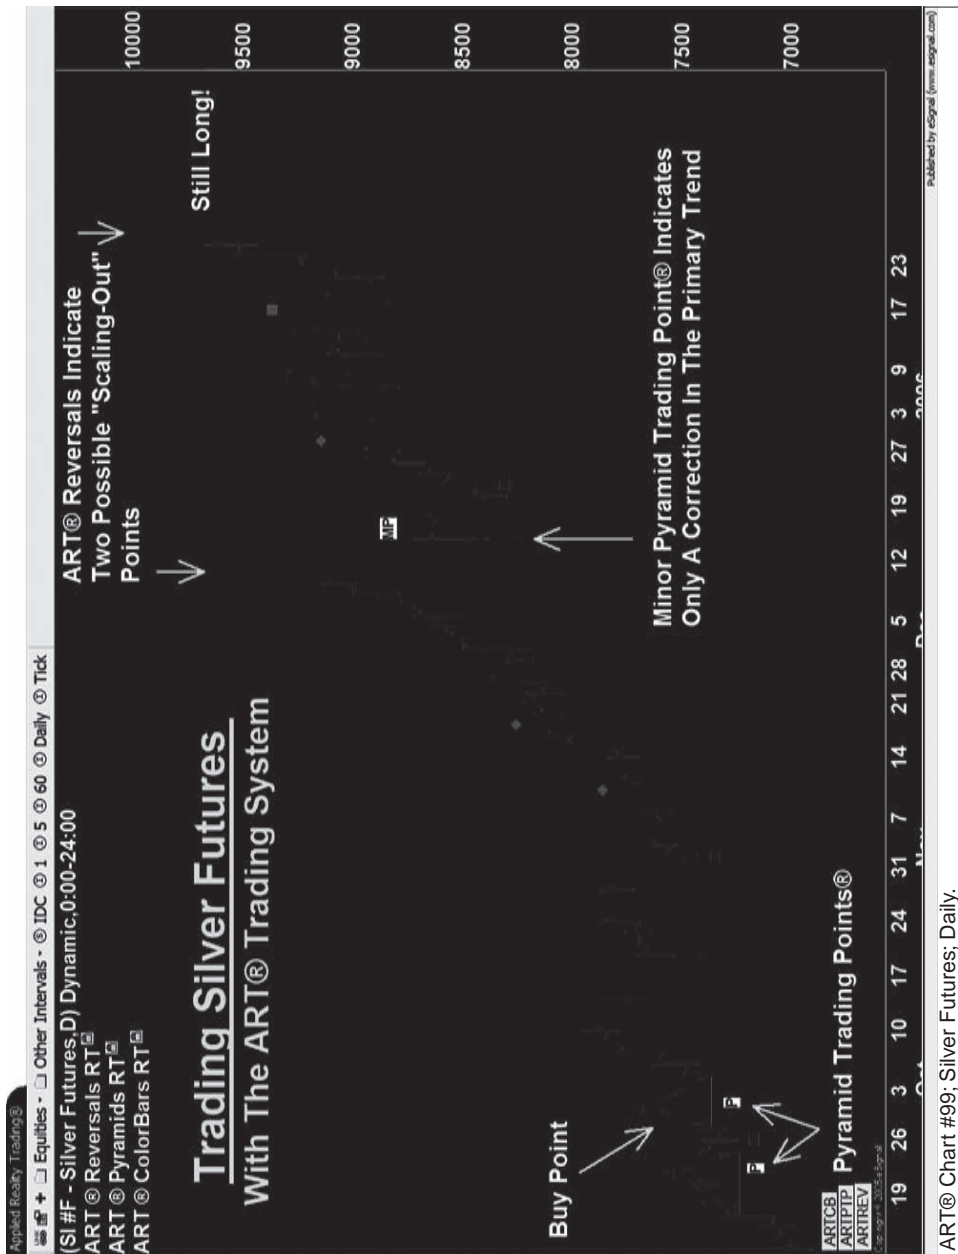 Applied Reality Trading®
Equities - Other Intervals - IDC 1 5 60 Daily Tick
(SI #F - Silver Futures,D) Dynamic,0:00-24:00
ART ® Reversals RT
ART ® Pyramids RT
ART ® ColorBars RT
ART® Reversals Indicate
Two Possible "Scaling-Out"
Points
Still Long!
Trading Silver Futures
With The ART® Trading System
MP
Buy Point
P
P
Minor Pyramid Trading Point® Indicates
Only A Correction In The Primary Trend
Pyramid Trading Points®
ARTCB
ARTPTP
ARTREV
Copyright © 2005 eSignal
10000
9500
9000
8500
8000
7500
7000
19 26 3 10 17 24 31 7 14 21 28 5 12 19 27 3 9 17 23
Published by eSignal (www.esignal.com)
ART® Chart #99; Silver Futures; Daily.